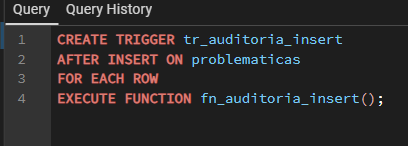 Query Query History
1 CREATE TRIGGER tr_auditoria_insert
2 AFTER INSERT ON problematicas
3 FOR EACH ROW
4 EXECUTE FUNCTION fn_auditoria_insert();